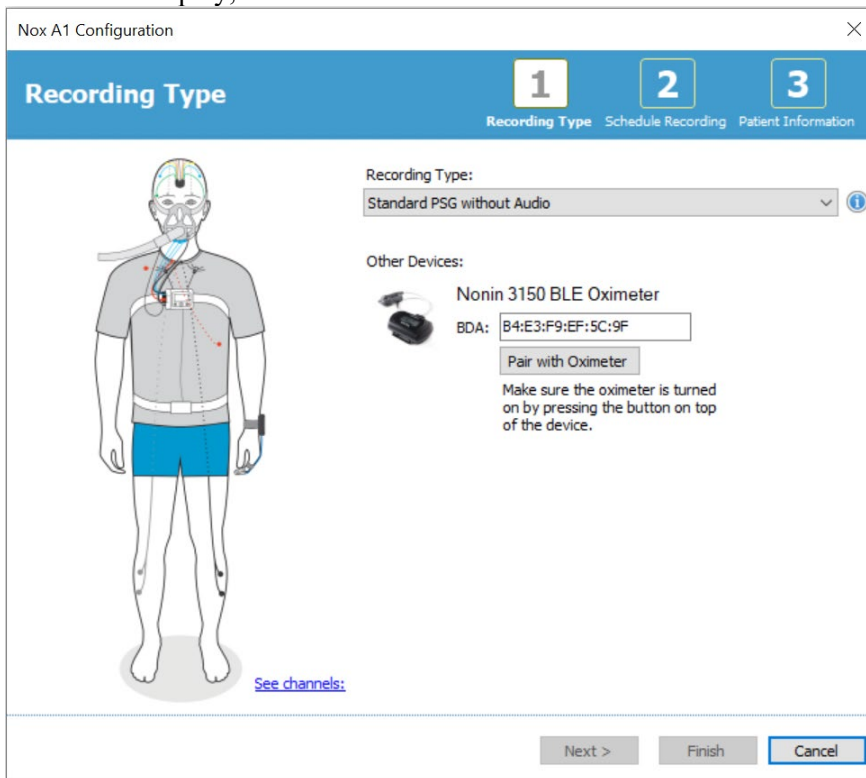 Nox A1 Configuration
Recording Type
1
Recording Type
2
Schedule Recording
3
Patient Information
Recording Type:
Standard PSG without Audio
Other Devices:
Nonin 3150 BLE Oximeter
BDA: B4:E3:F9:EF:5C:9F
Pair with Oximeter
Make sure the oximeter is turned
on by pressing the button on top
of the device.
See channels:
Next >
Finish
Cancel